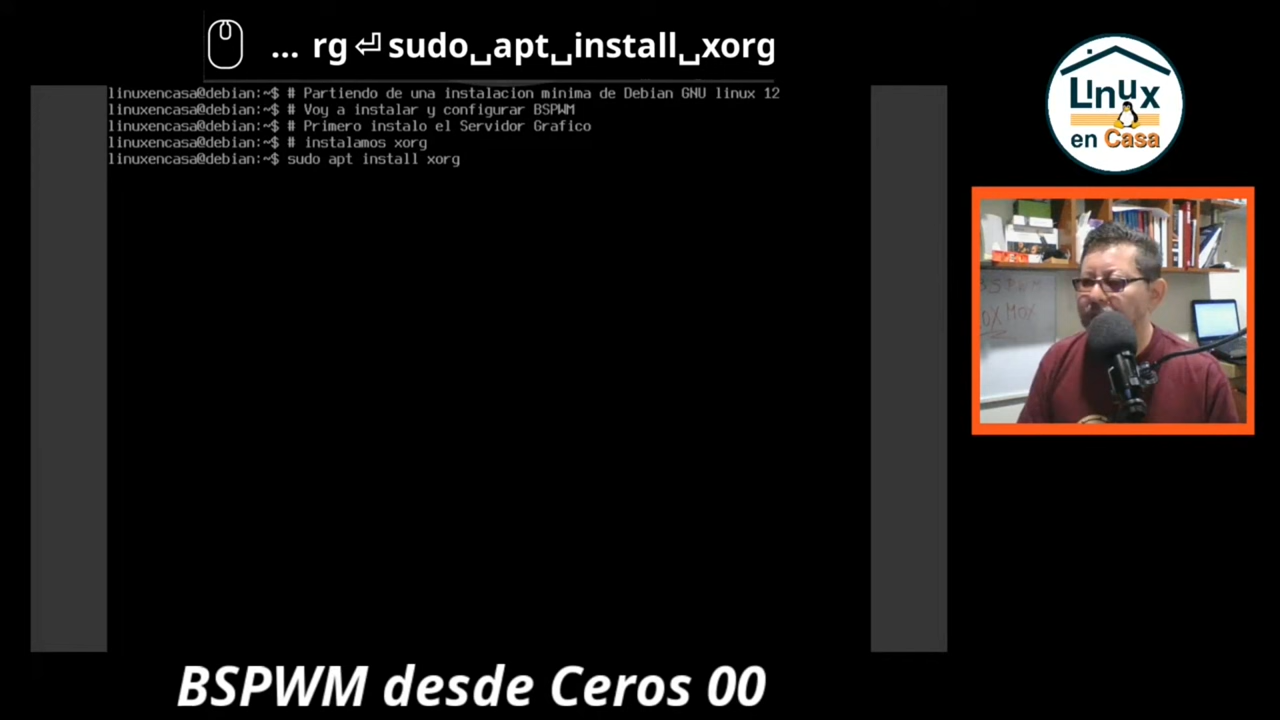 ... rg⏎sudo␣apt␣install␣xorg
linuxencasa@debian:~$ # Partiendo de una instalacion minima de Debian GNU linux 12
linuxencasa@debian:~$ # Voy a instalar y configurar BSPWM
linuxencasa@debian:~$ # Primero instalo el Servidor Grafico
linuxencasa@debian:~$ # instalamos xorg
linuxencasa@debian:~$ sudo apt install xorg
LInux
en Casa
BSPWM desde Ceros 00